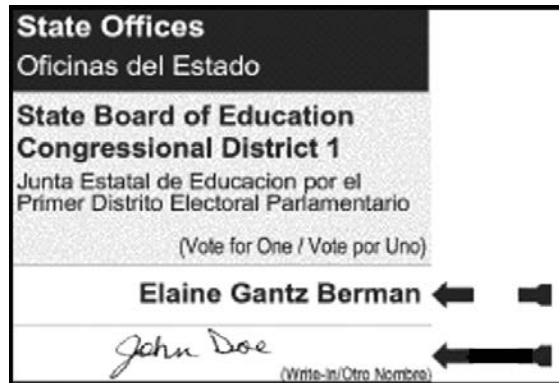 State Offices
Oficinas del Estado
State Board of Education
Congressional District 1
Junta Estatal de Educacion por el
Primer Distrito Electoral Parlamentario
(Vote for One / Vote por Uno)
Elaine Gantz Berman
John Doe
(Write-In/Otro Nombre)